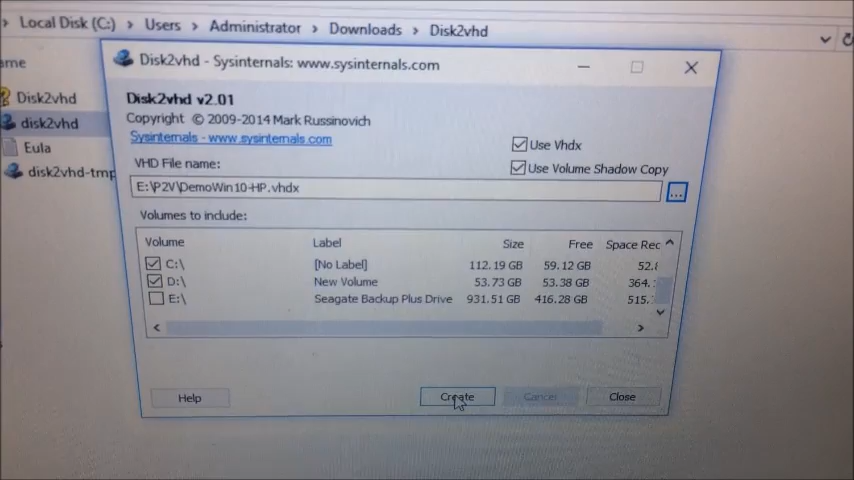 Local Disk (C:) > Users > Administrator > Downloads > Disk2vhd
ame
Disk2vhd
disk2vhd
Eula
disk2vhd-tmp
Disk2vhd - Sysinternals: www.sysinternals.com
Disk2vhd v2.01
Copyright © 2009-2014 Mark Russinovich
Sysinternals - www.sysinternals.com
Use Vhdx
VHD File name:
Use Volume Shadow Copy
E:\P2V\DemoWin10-HP.vhdx
...
Volumes to include:
Volume Label Size Free Space Rec
C:\ [No Label] 112.19 GB 59.12 GB 52.8
D:\ New Volume 53.73 GB 53.38 GB 364.
E:\ Seagate Backup Plus Drive 931.51 GB 416.28 GB 515.
Help Create Cancel Close